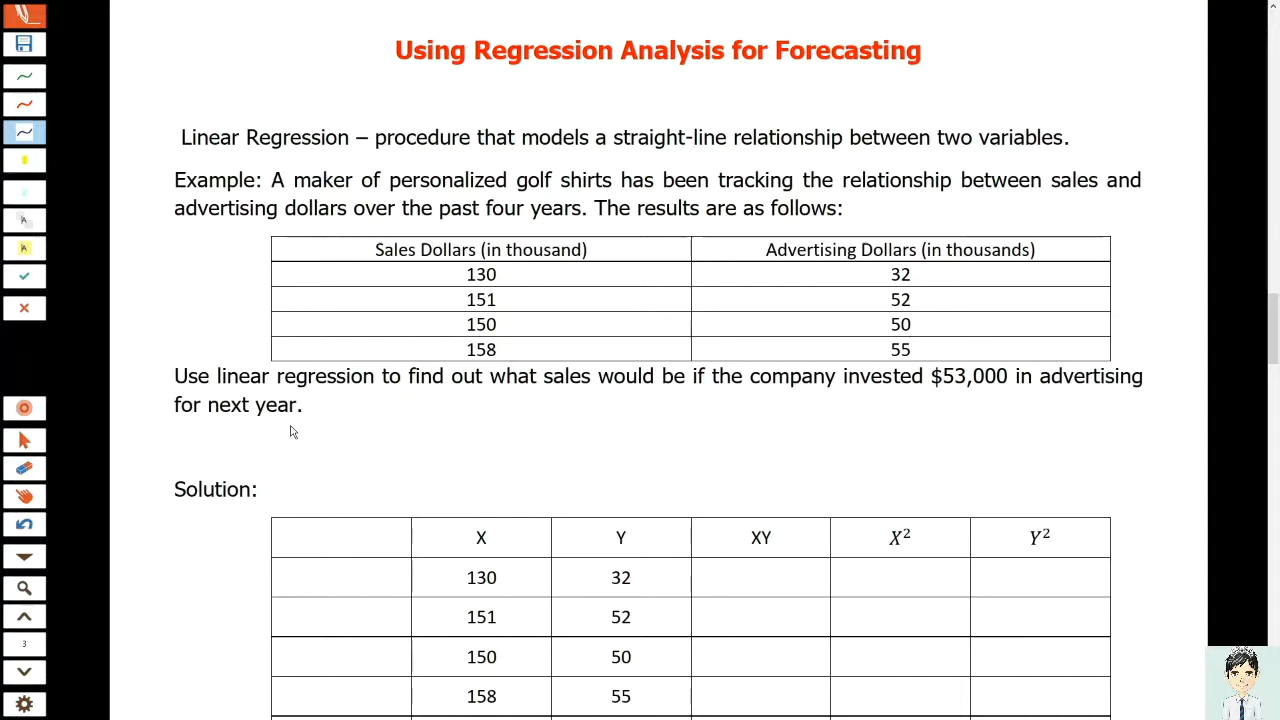 Using Regression Analysis for Forecasting
Linear Regression – procedure that models a straight-line relationship between two variables.
Example: A maker of personalized golf shirts has been tracking the relationship between sales and
advertising dollars over the past four years. The results are as follows:
Sales Dollars (in thousand) Advertising Dollars (in thousands)
130 32
151 52
150 50
158 55
Use linear regression to find out what sales would be if the company invested $53,000 in advertising
for next year.
Solution:
X Y XY X² Y²
130 32
151 52
150 50
158 55
3